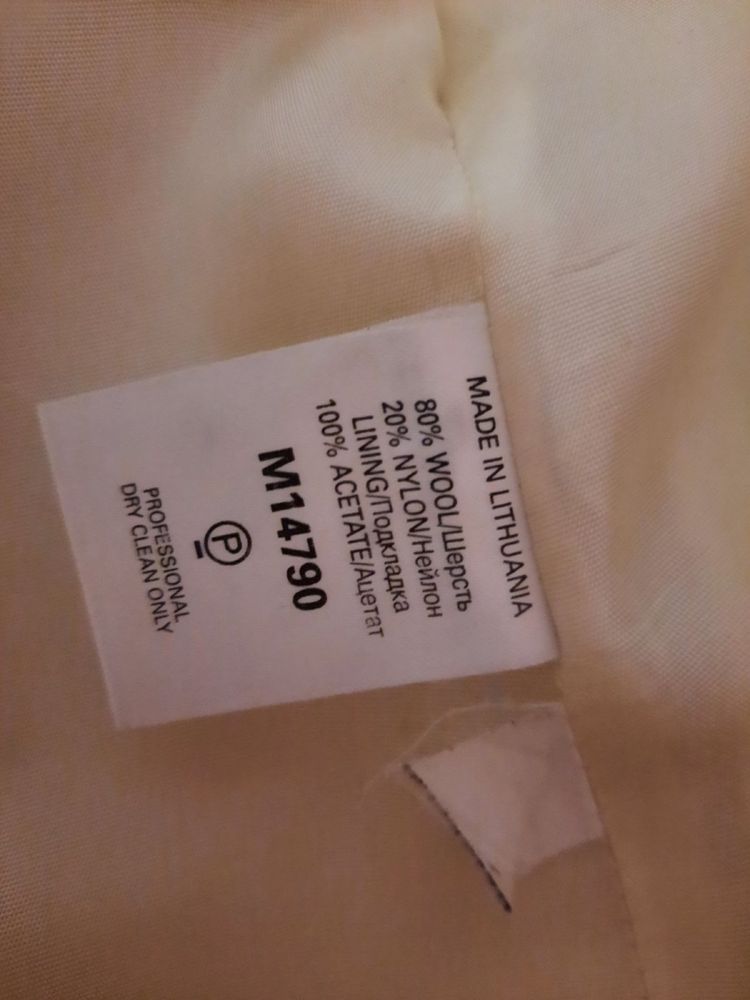 MADE IN LITHUANIA
80% WOOL/Шерсть
20% NYLON/Нейлон
LINING/Подкладка
100% ACETATE/Ацетат
M14790
P
PROFESSIONAL
DRY CLEAN ONLY